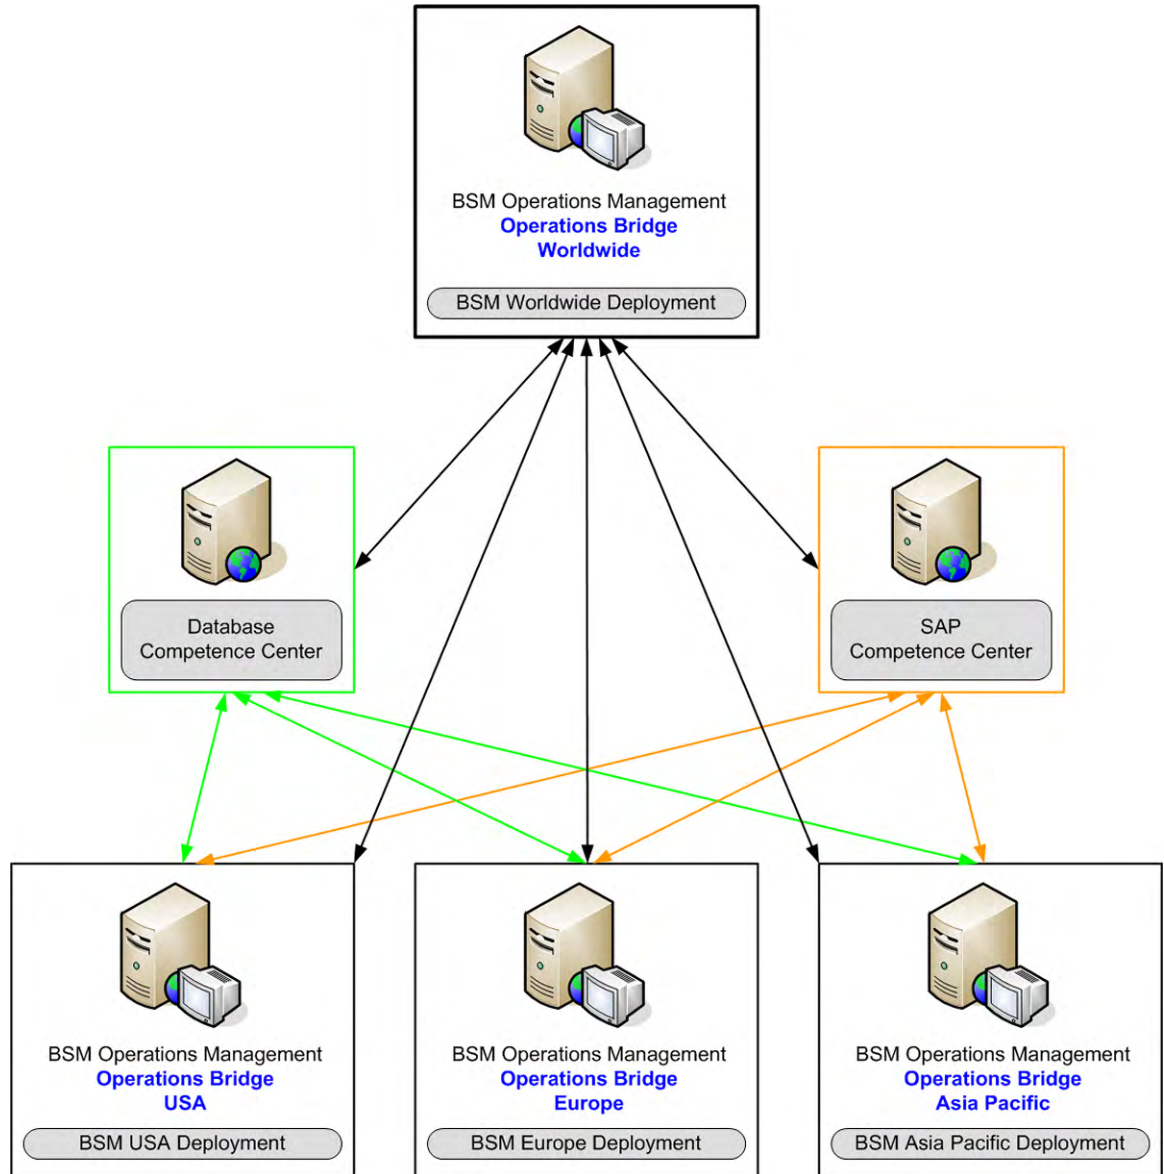 BSM Operations Management
Operations Bridge
Worldwide
BSM Worldwide Deployment
Database
Competence Center
SAP
Competence Center
BSM Operations Management
Operations Bridge
USA
BSM USA Deployment
BSM Operations Management
Operations Bridge
Europe
BSM Europe Deployment
BSM Operations Management
Operations Bridge
Asia Pacific
BSM Asia Pacific Deployment